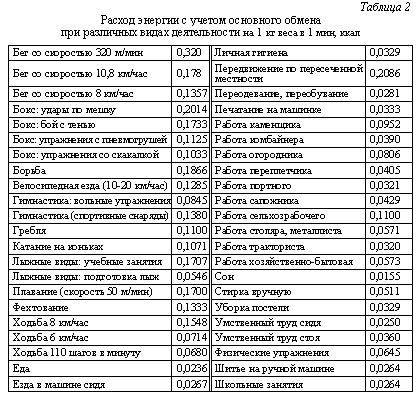 Таблица 2
Расход энергии с учетом основного обмена
при различных видах деятельности на 1 кг веса в 1 мин, ккал
Бег со скоростью 320 м/мин 0,320 Личная гигиена 0,0329
Бег со скоростью 10,8 км/час 0,178 Передвижение по пересеченной местности 0,2086
Бег со скоростью 8 км/час 0,1357 Переодевание, переобувание 0,0281
Бокс: удары по мешку 0,2014 Печатание на машинке 0,0333
Бокс: бой с тенью 0,1733 Работа каменщика 0,0952
Бокс: упражнения с пневмогрушей 0,1125 Работа комбайнера 0,0390
Бокс: упражнения со скакалкой 0,1033 Работа огородника 0,0806
Борьба 0,1866 Работа переплетчика 0,0405
Велосипедная езда (10-20 км/час) 0,1285 Работа портного 0,0321
Гимнастика: вольные упражнения 0,0845 Работа сапожника 0,0429
Гимнастика (спортивные снаряды) 0,1380 Работа сельхозрабочего 0,1100
Гребля 0,1100 Работа столяра, металлиста 0,0571
Катание на коньках 0,1071 Работа тракториста 0,0320
Лыжные виды: учебные занятия 0,1707 Работа хозяйственно-бытовая 0,0573
Лыжные виды: подготовка лыж 0,0546 Сон 0,0155
Плавание (скорость 50 м/мин) 0,1700 Стирка вручную 0,0511
Фехтование 0,1333 Уборка постели 0,0329
Ходьба 8 км/час 0,1548 Умственный труд сидя 0,0250
Ходьба 6 км/час 0,0714 Умственный труд стоя 0,0360
Ходьба 110 шагов в минуту 0,0680 Физические упражнения 0,0645
Еда 0,0236 Шитье на ручной машине 0,0264
Езда в машине сидя 0,0267 Школьные занятия 0,0264